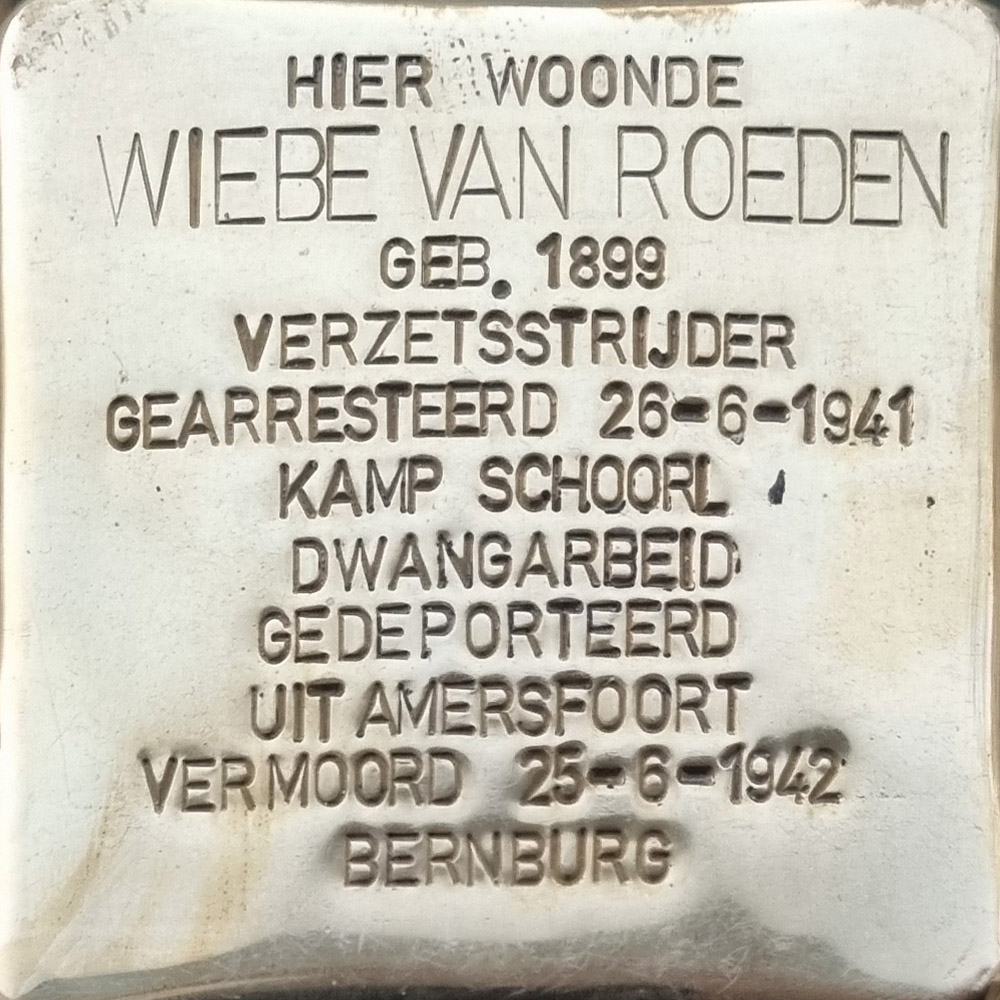 HIER WOONDE
WIEBE VAN ROEDEN
GEB. 1899
VERZETSSTRIJDER
GEARRESTEERD 26-6-1941
KAMP SCHOORL
DWANGARBEID
GEDEPORTEERD
UIT AMERSFOORT
VERMOORD 25-6-1942
BERNBURG